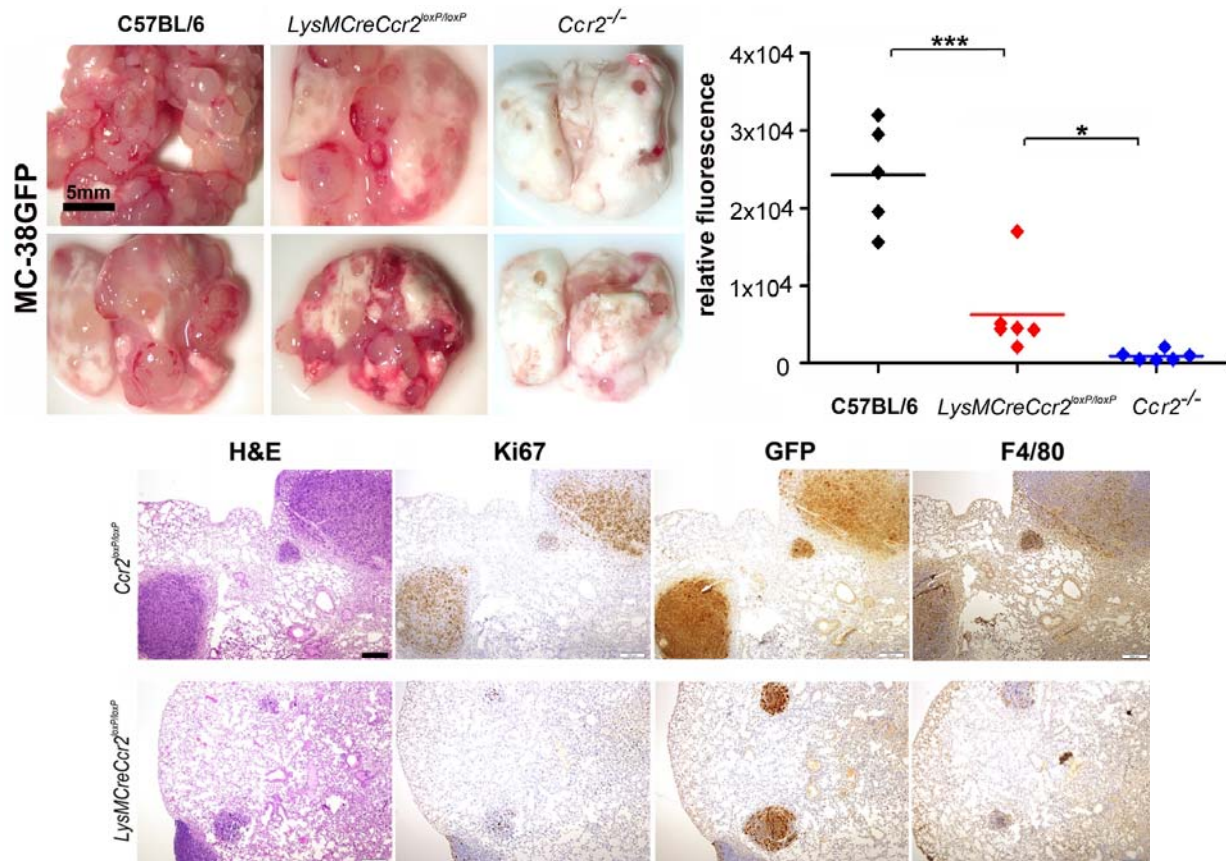 C57BL/6 LysMCreCcr2loxP/loxP Ccr2-/-
MC-38GFP
5mm
relative fluorescence
4x10⁴
3x10⁴
2x10⁴
1x10⁴
0
***
*
C57BL/6 LysMCreCcr2loxP/loxP Ccr2-/-
H&E Ki67 GFP F4/80
Ccr2loxP/loxP
LysMCreCcr2loxP/loxP